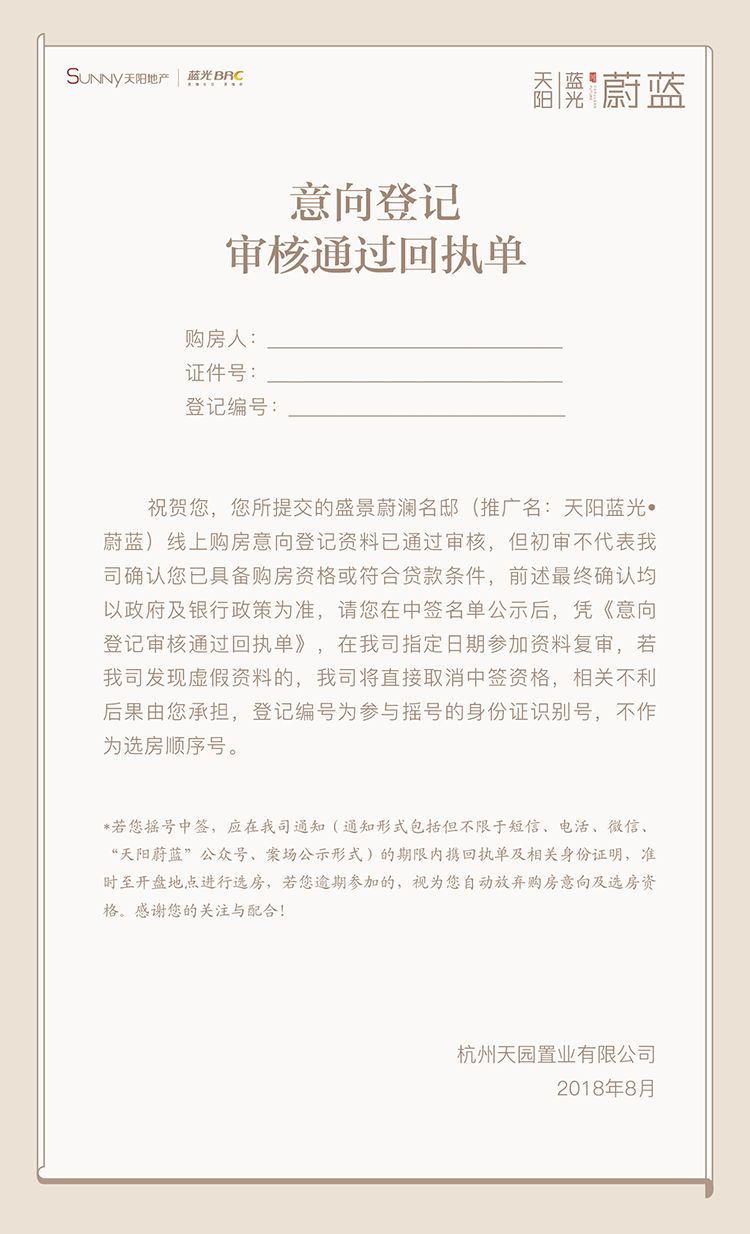 SUNNY天阳地产 蓝光BRC
天阳 蓝光 蔚蓝
意向登记
审核通过回执单
购房人：
证件号：
登记编号：
祝贺您，您所提交的盛景蔚澜名邸（推广名：天阳蓝光•
蔚蓝）线上购房意向登记资料已通过审核，但初审不代表我
司确认您已具备购房资格或符合贷款条件，前述最终确认均
以政府及银行政策为准，请您在中签名单公示后，凭《意向
登记审核通过回执单》，在我司指定日期参加资料复审，若
我司发现虚假资料的，我司将直接取消中签资格，相关不利
后果由您承担，登记编号为参与摇号的身份证识别号，不作
为选房顺序号。
*若您摇号中签，应在我司通知（通知形式包括但不限于短信、电活、微信、
“天阳蔚蓝”公众号、案场公示形式）的期限内携回执单及相关身份证明，准
时至开盘地点进行选房，若您逾期参加的，视为您自动放弃购房意向及选房资
格。感谢您的关注与配合！
杭州天园置业有限公司
2018年8月